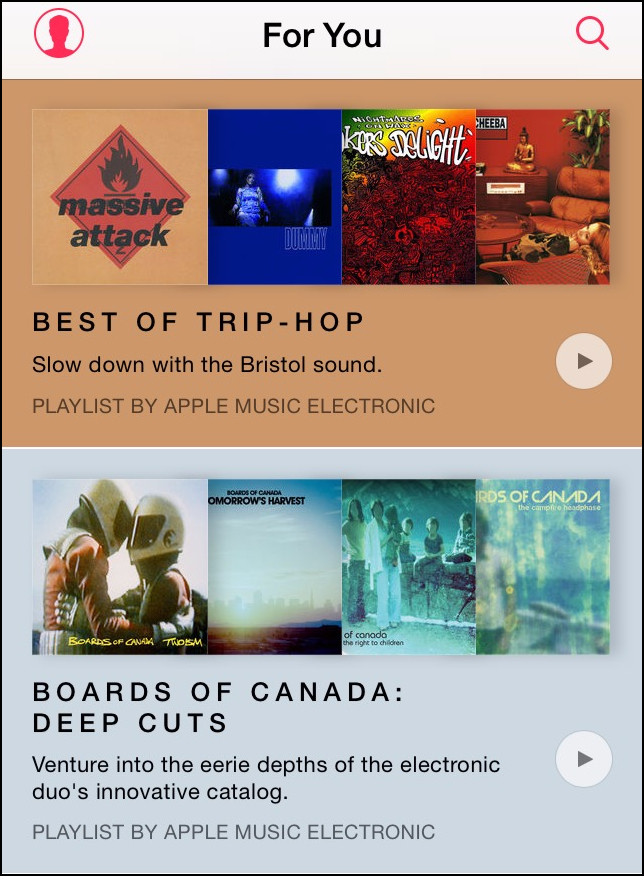 For You
massive
attack
DUMMY
NIGHTMARES
ON WAX
KERS DELIGHT
CHEEBA
BEST OF TRIP-HOP
Slow down with the Bristol sound.
PLAYLIST BY APPLE MUSIC ELECTRONIC
BOARDS OF CANADA TWOISM
BOARDS OF CANADA
OMORROW'S HARVEST
of canada
the right to children
RDS OF CANADA
the campfire headphase
BOARDS OF CANADA:
DEEP CUTS
Venture into the eerie depths of the electronic
duo's innovative catalog.
PLAYLIST BY APPLE MUSIC ELECTRONIC